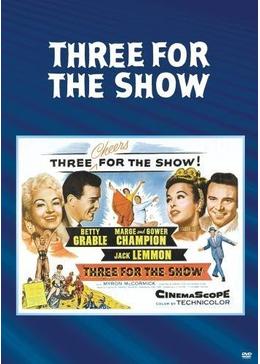 THREE FOR
THE SHOW
Cheers
THREE FOR THE SHOW!
BETTY
GRABLE
MARGE and GOWER
CHAMPION
JACK LEMMON
THREE FOR THE SHOW
MYRON McCORMICK
CINEMASCOPE
COLOR BY TECHNICOLOR
DVD